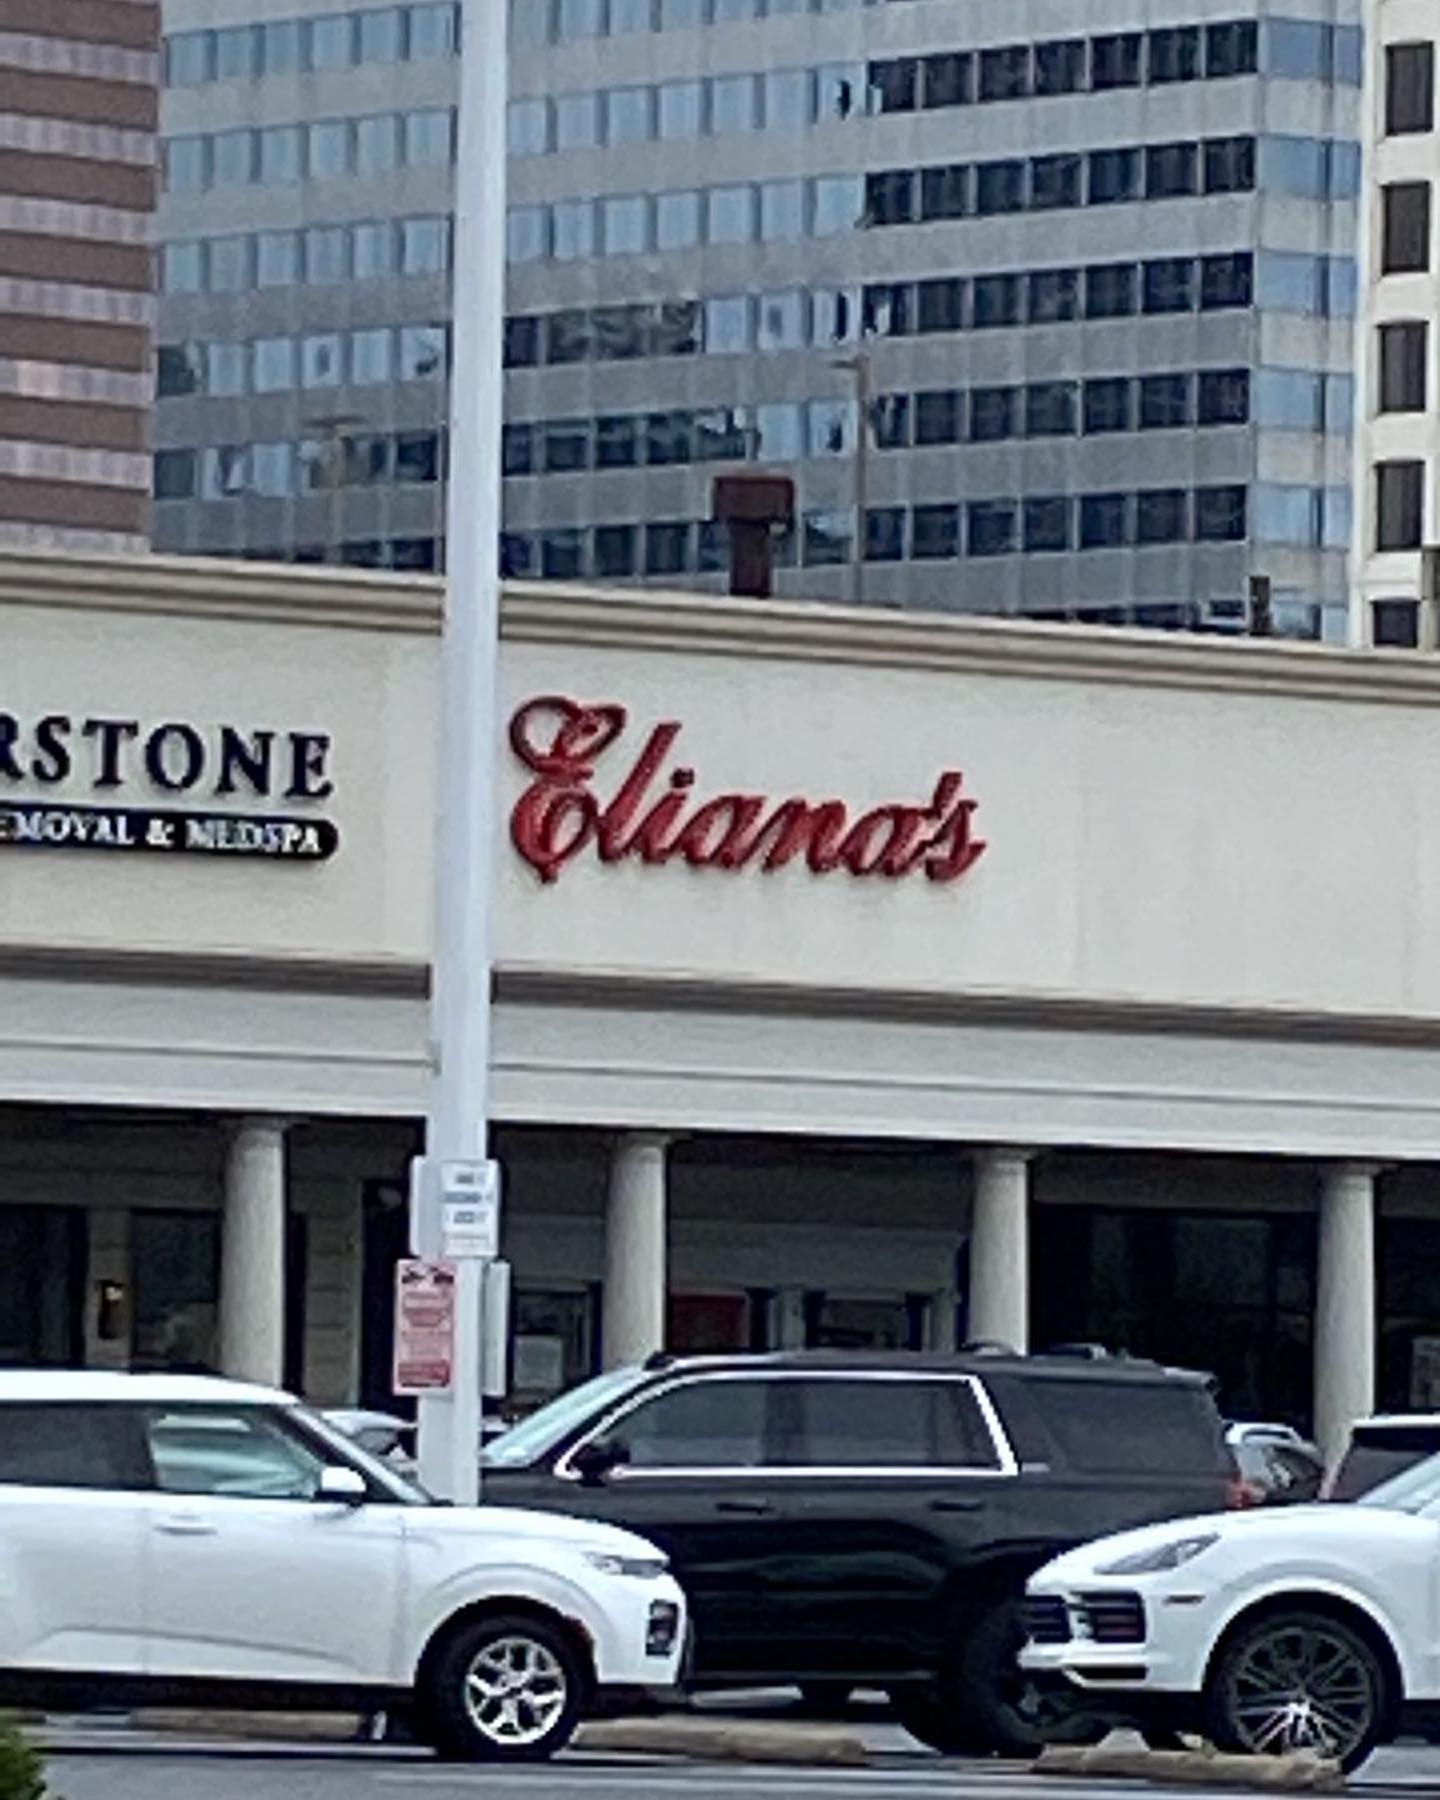 RSTONE
EMOVAL & MEDSPA
Eliana's